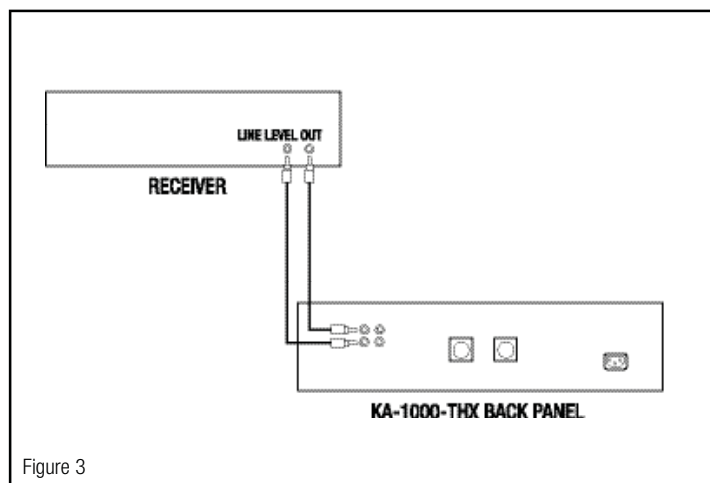 LINE LEVEL OUT
RECEIVER
KA-1000-THX BACK PANEL
Figure 3